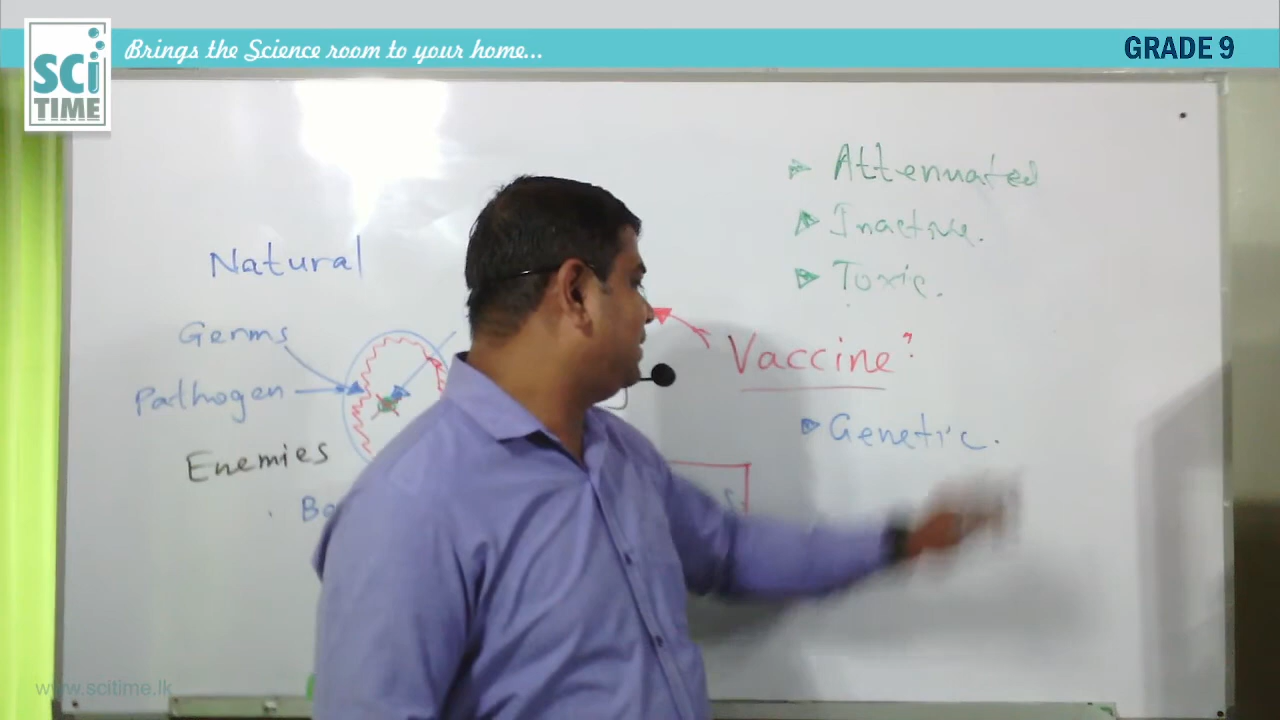 SCi
TIME
Brings the Science room to your home...
GRADE 9
Attenuated
Inactive.
Toxic.
Natural
Germs
Pathogen
Enemies
Vaccine?
Genetic.
www.scitime.lk